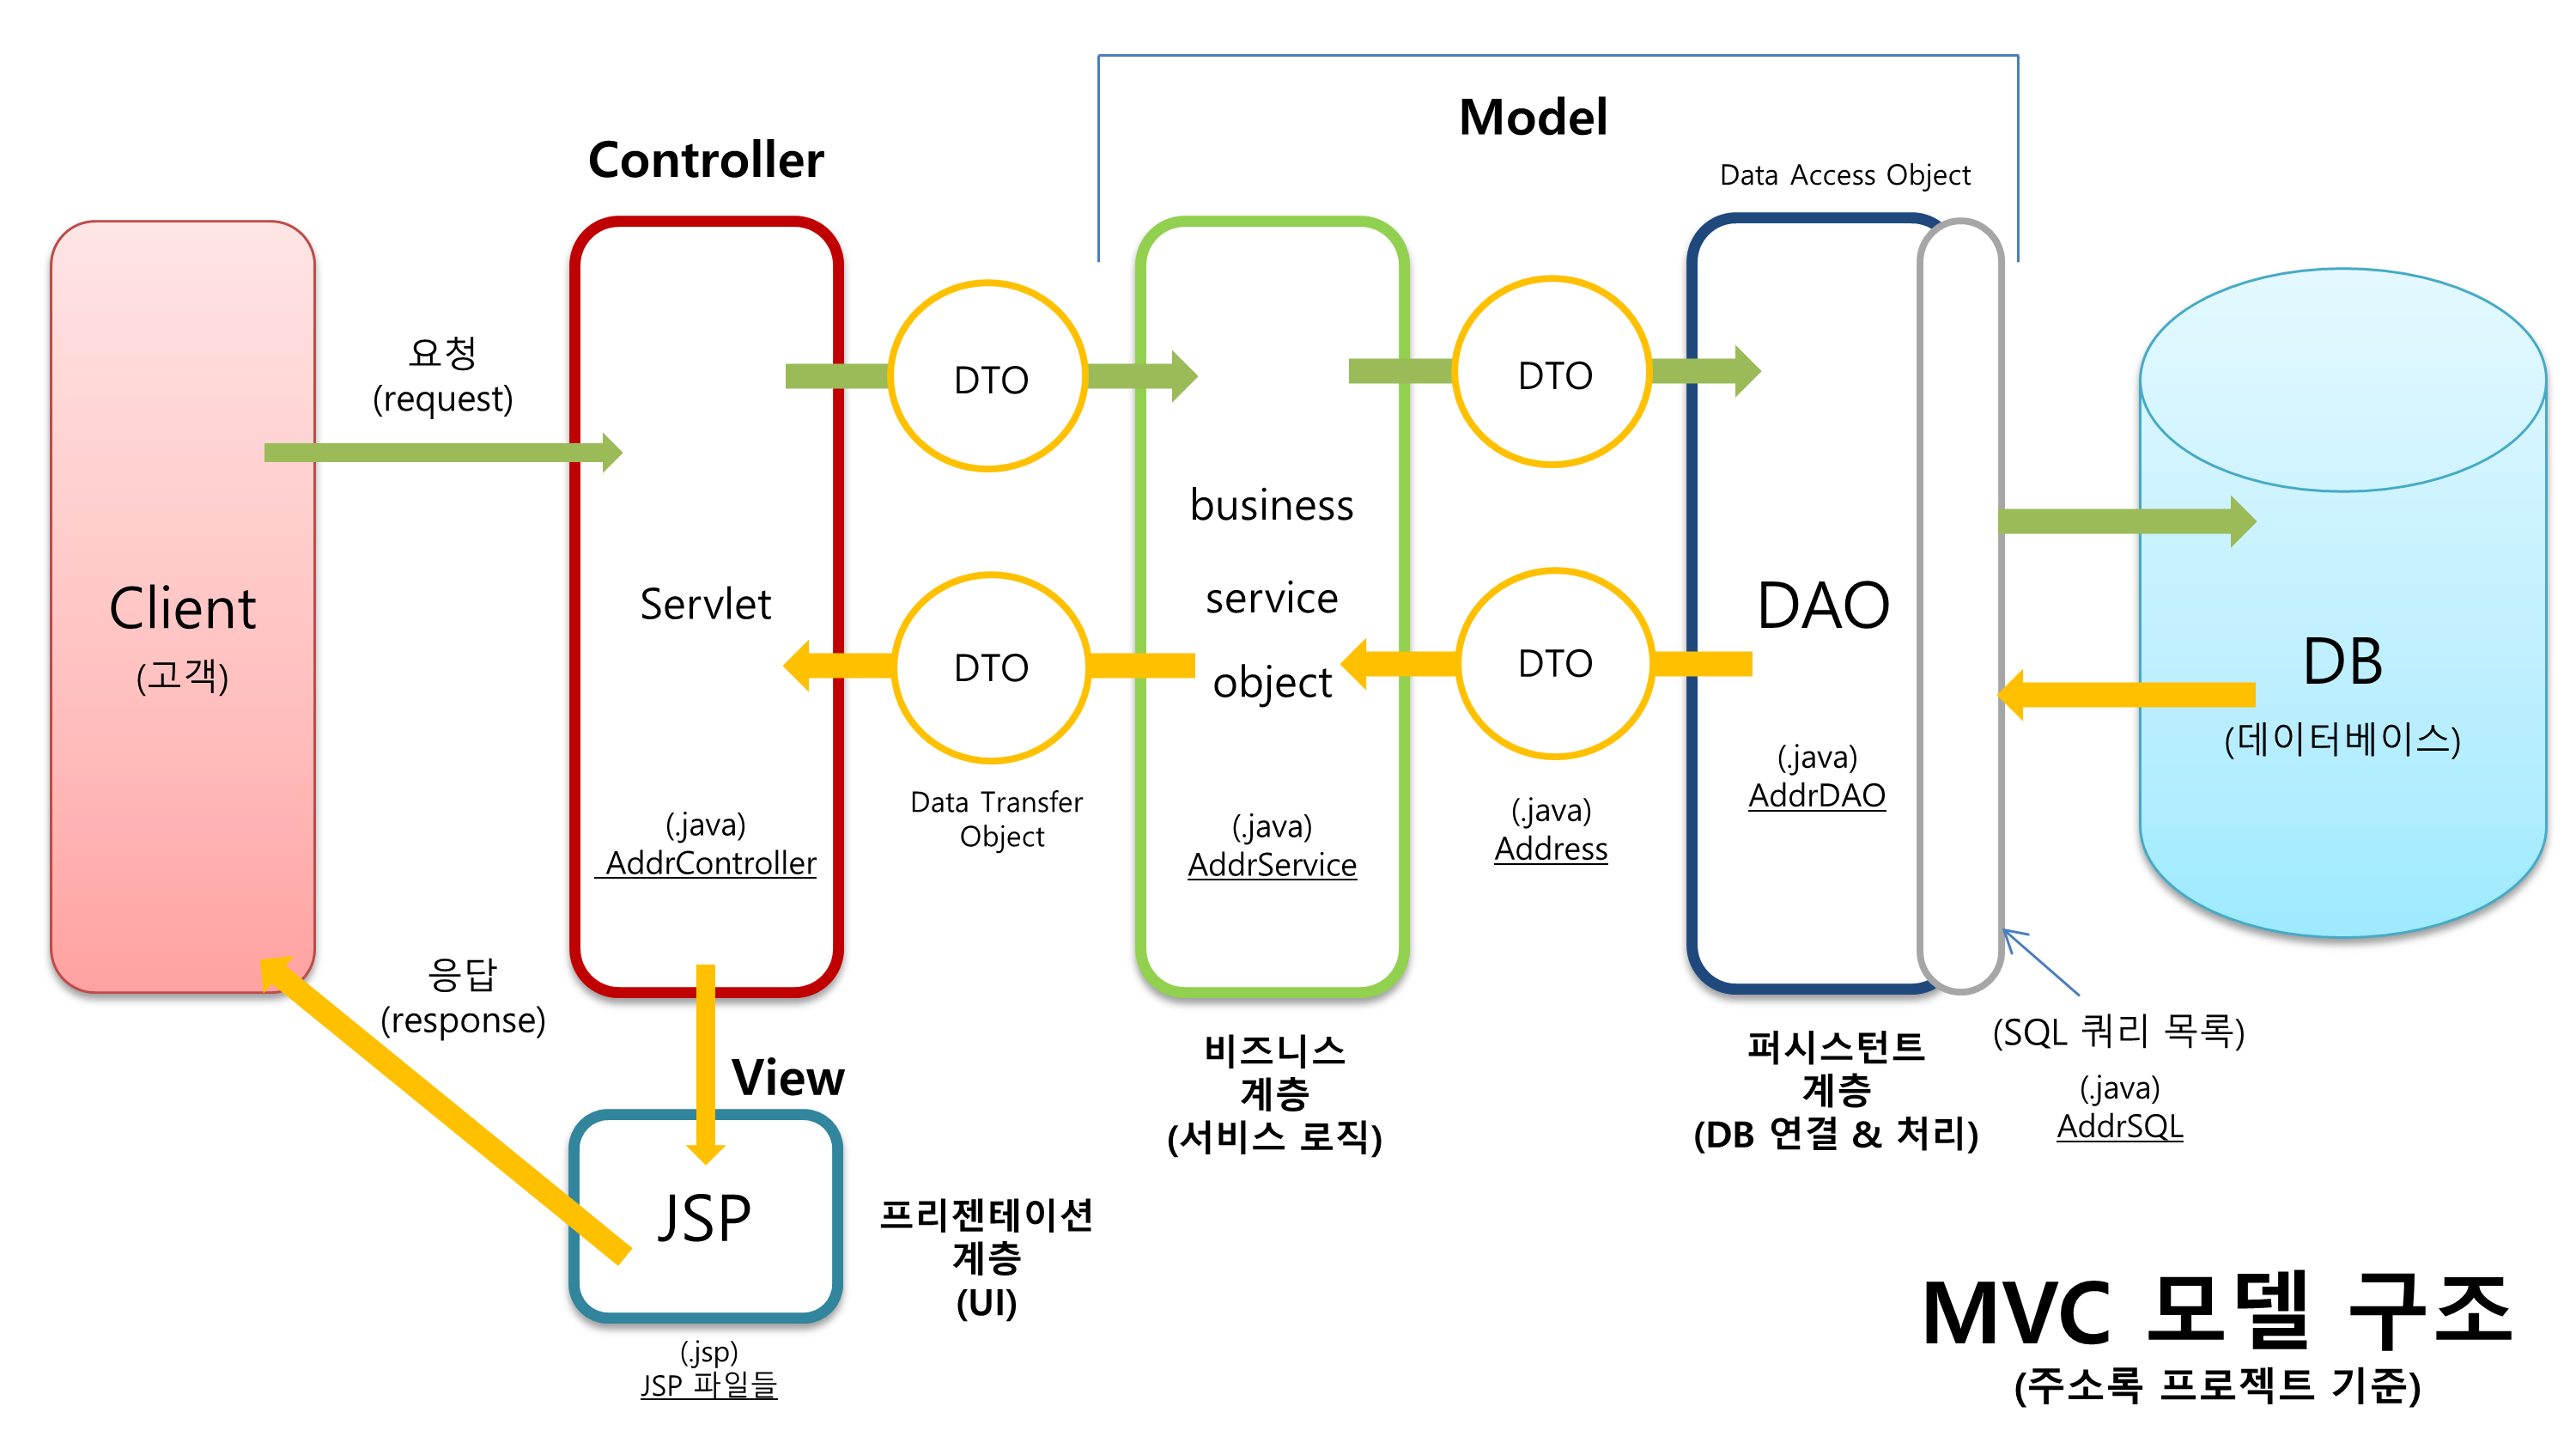 Model
Controller
Data Access Object
요청
(request)
DTO
DTO
business
service
object
Servlet
Client
(고객)
DTO
DTO
DAO
DB
(데이터베이스)
Data Transfer
Object
(.java)
AddrController
(.java)
AddrService
(.java)
Address
(.java)
AddrDAO
응답
(response)
View
JSP
(.jsp)
JSP 파일들
프리젠테이션
계층
(UI)
비즈니스
계층
(서비스 로직)
퍼시스턴트
계층
(DB 연결 & 처리)
(SQL 쿼리 목록)
(.java)
AddrSQL
MVC 모델 구조
(주소록 프로젝트 기준)